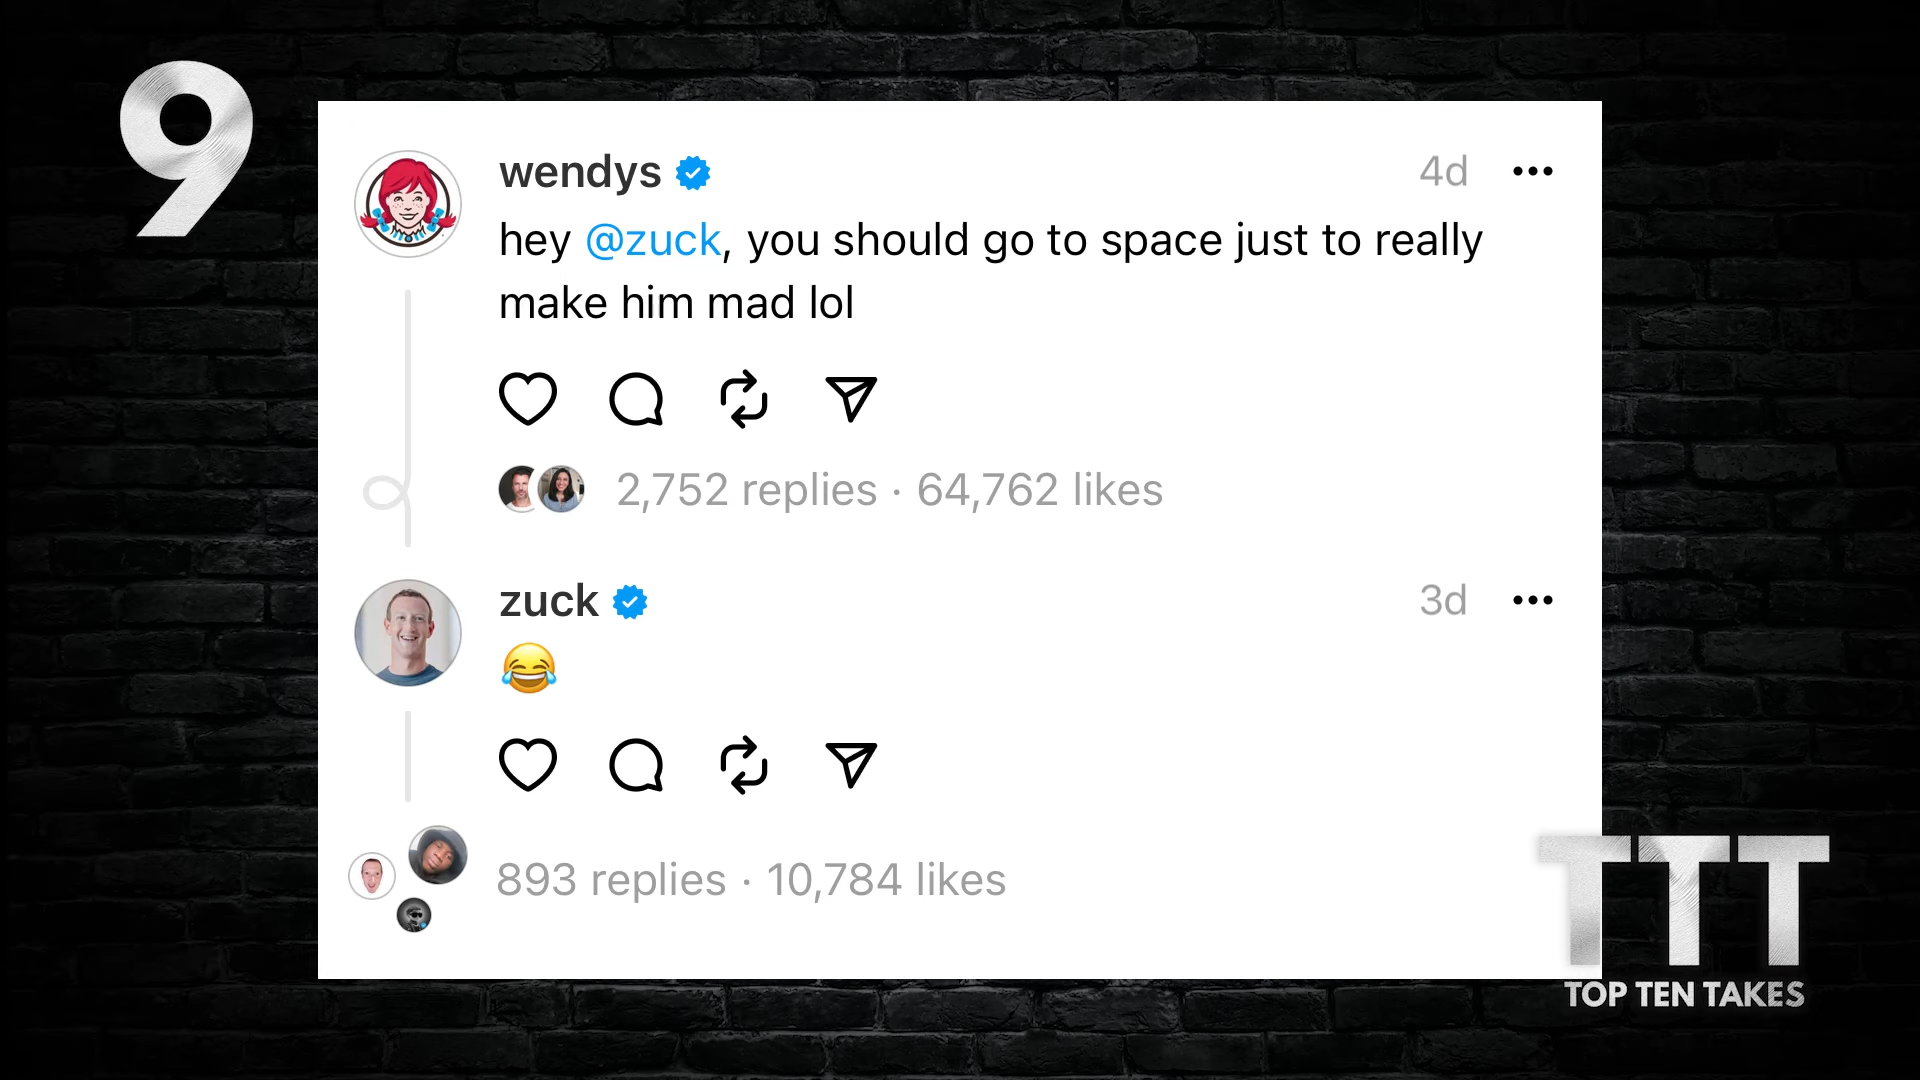 9
wendys
4d
hey @zuck, you should go to space just to really
make him mad lol
2,752 replies · 64,762 likes
zuck
3d
😂
893 replies · 10,784 likes
TTT
TOP TEN TAKES